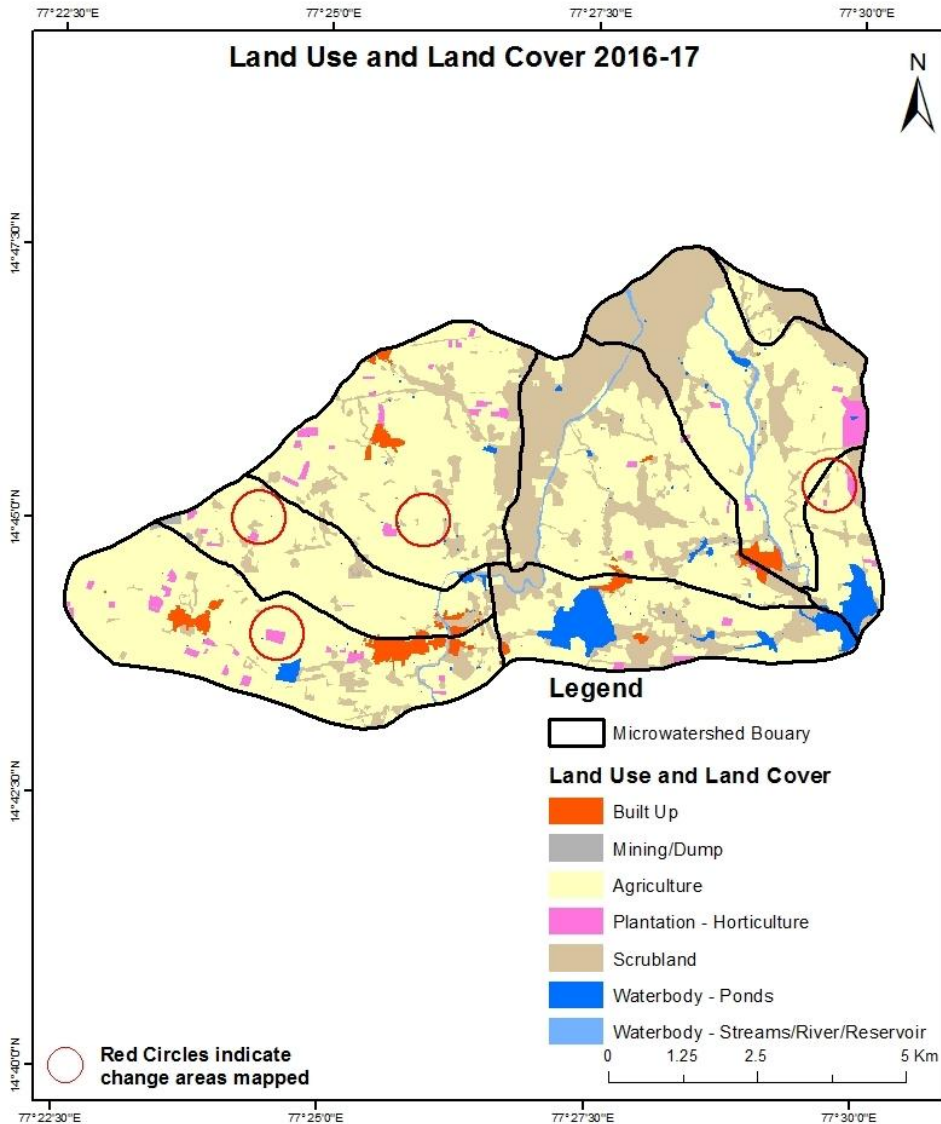 77°22'30"E
77°25'0"E
77°27'30"E
77°30'0"E
Land Use and Land Cover 2016-17
N
14°47'30"N
14°45'0"N
14°42'30"N
14°40'0"N
Legend
Microwatershed Bouary
Land Use and Land Cover
Built Up
Mining/Dump
Agriculture
Plantation - Horticulture
Scrubland
Waterbody - Ponds
Waterbody - Streams/River/Reservoir
Red Circles indicate
change areas mapped
0 1.25 2.5 5 Km
77°22'30"E
77°25'0"E
77°27'30"E
77°30'0"E